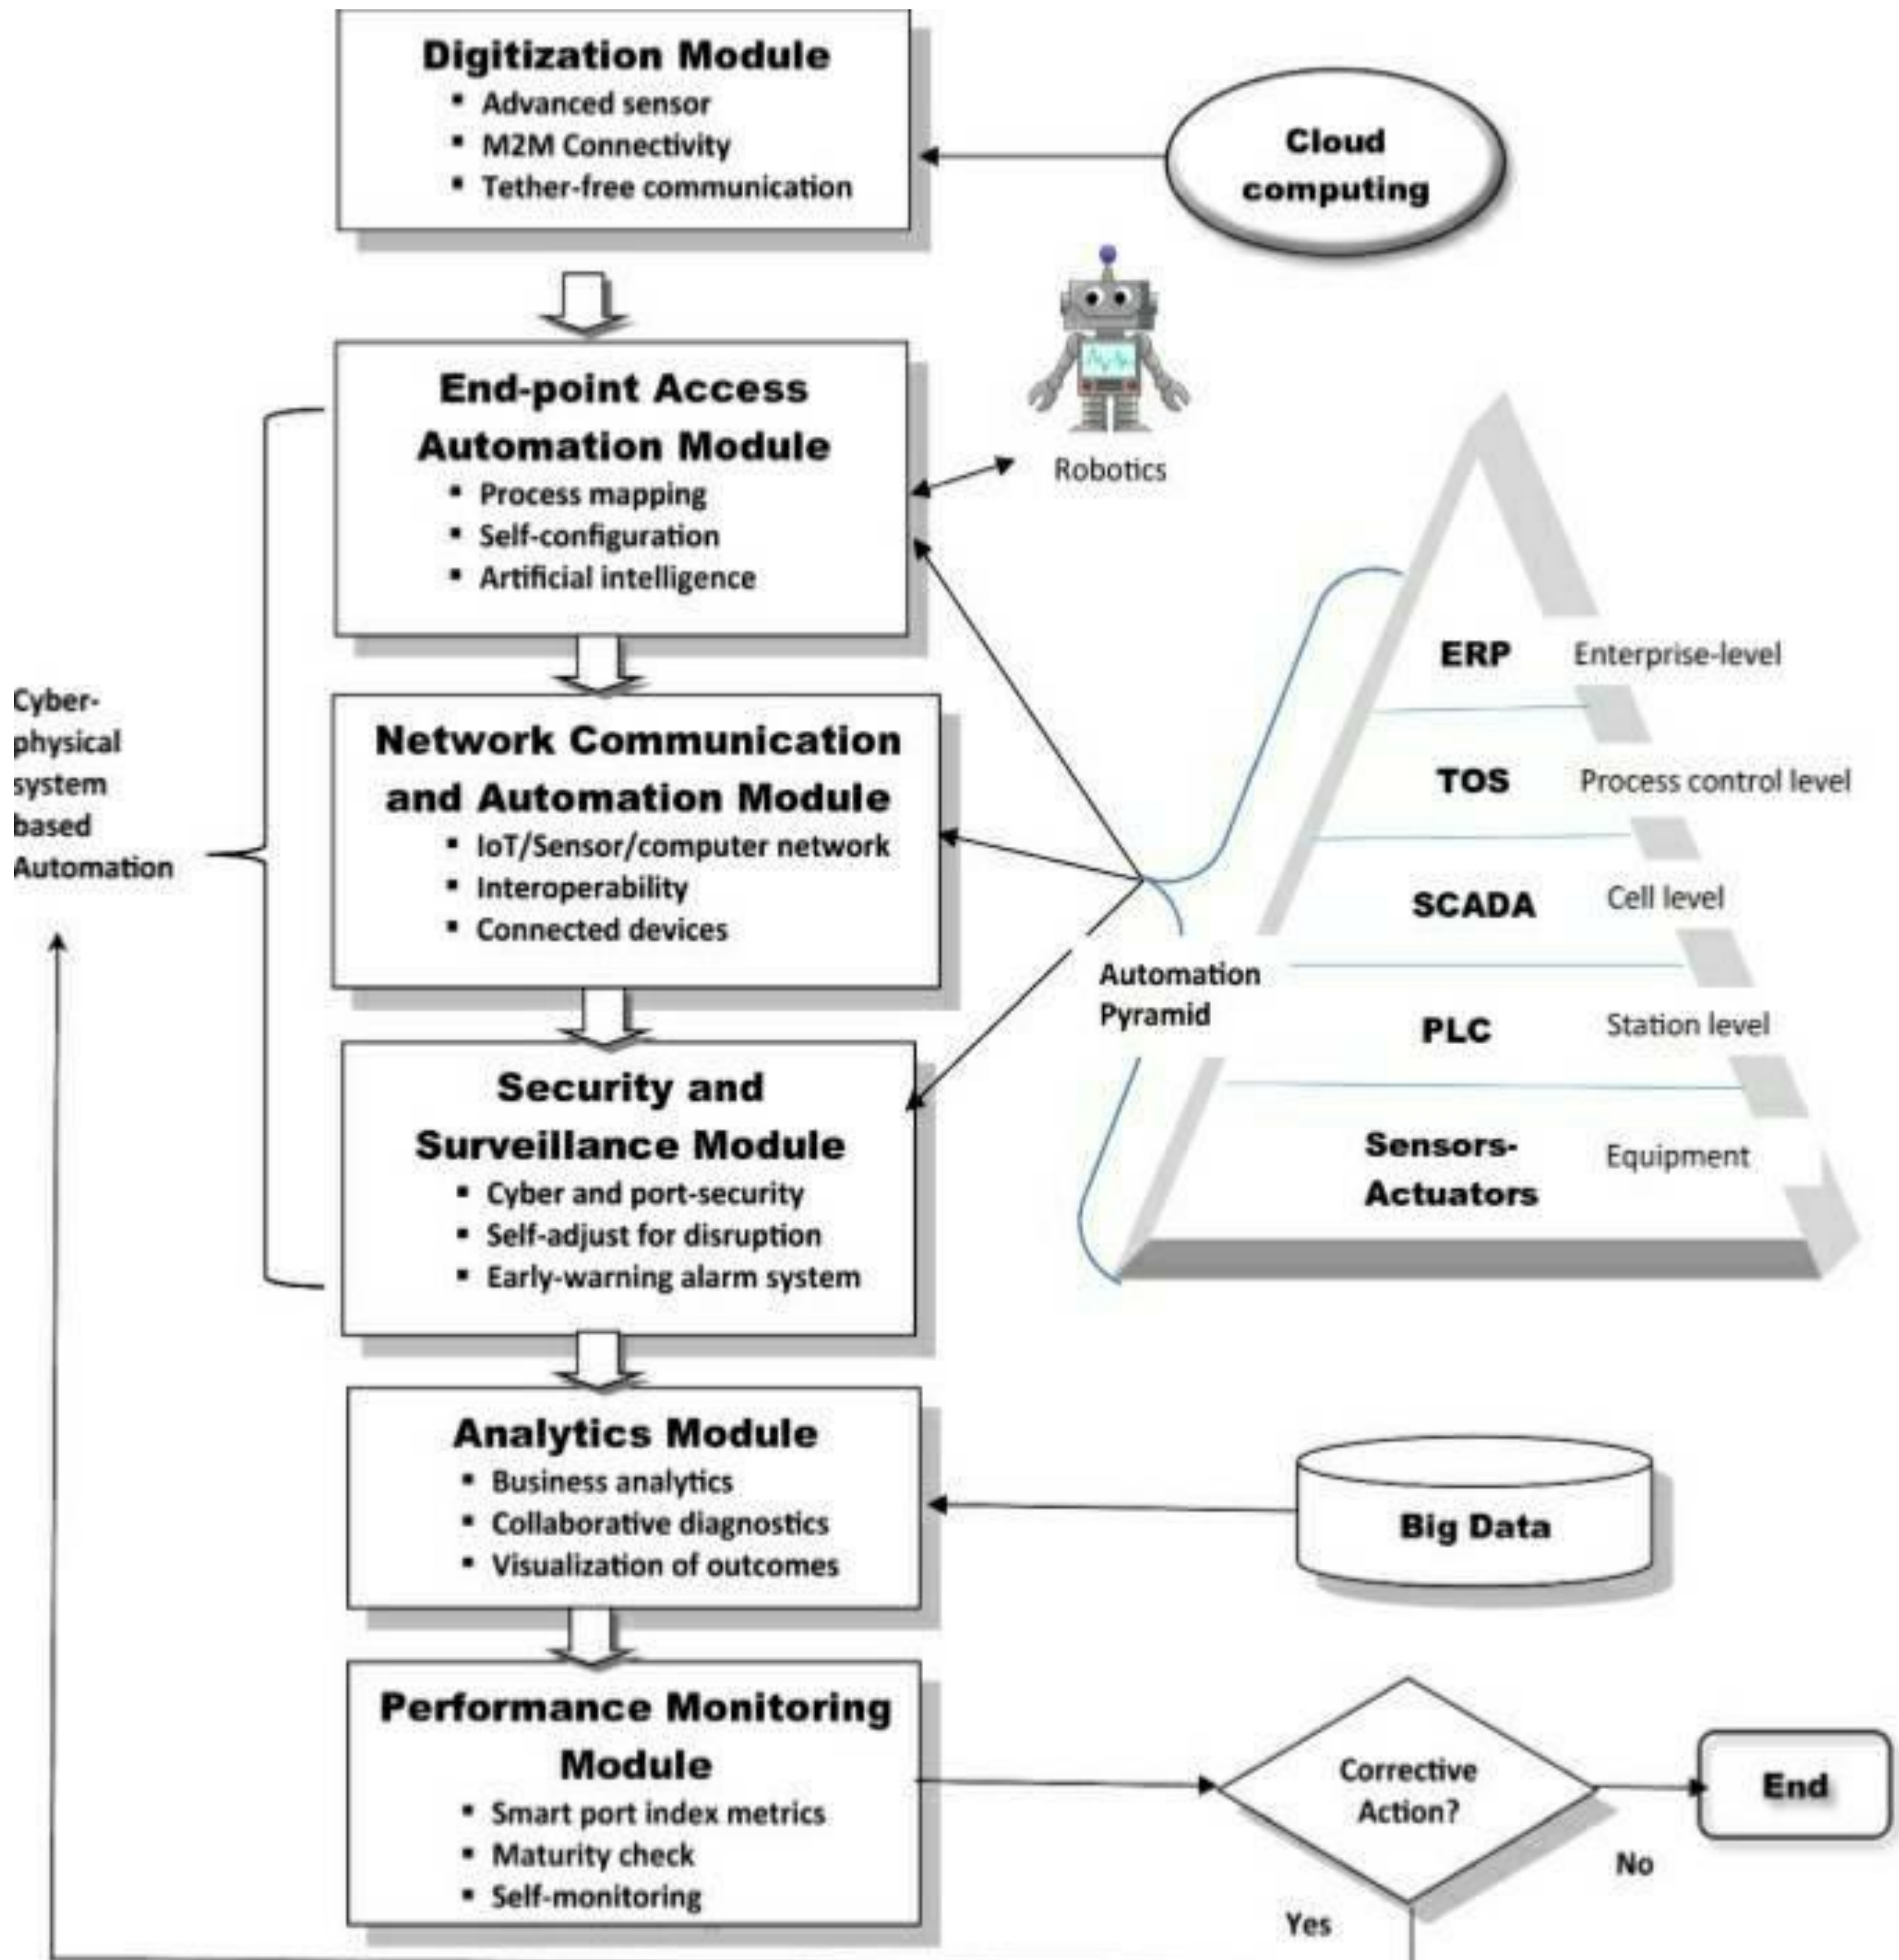 Digitization Module
▪ Advanced sensor
▪ M2M Connectivity
▪ Tether-free communication
Cloud
computing
End-point Access
Automation Module
▪ Process mapping
▪ Self-configuration
▪ Artificial intelligence
Robotics
Cyber-
physical
system
based
Automation
Network Communication
and Automation Module
▪ IoT/Sensor/computer network
▪ Interoperability
▪ Connected devices
Automation
Pyramid
ERP Enterprise-level
TOS Process control level
SCADA Cell level
PLC Station level
Sensors-
Actuators
Equipment
Security and
Surveillance Module
▪ Cyber and port-security
▪ Self-adjust for disruption
▪ Early-warning alarm system
Analytics Module
▪ Business analytics
▪ Collaborative diagnostics
▪ Visualization of outcomes
Big Data
Performance Monitoring
Module
▪ Smart port index metrics
▪ Maturity check
▪ Self-monitoring
Corrective
Action?
End
No
Yes